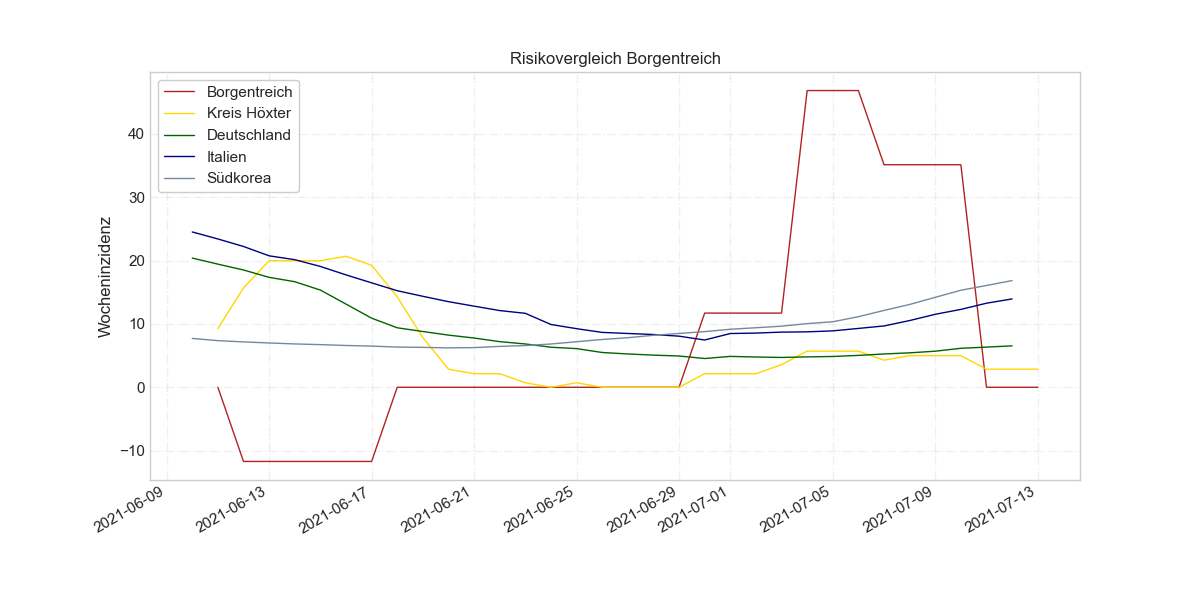 Risikovergleich Borgentreich
Borgentreich
Kreis Höxter
Deutschland
Italien
Südkorea
Wocheninzidenz
40
30
20
10
0
−10
2021-06-09
2021-06-13
2021-06-17
2021-06-21
2021-06-25
2021-06-29
2021-07-01
2021-07-05
2021-07-09
2021-07-13